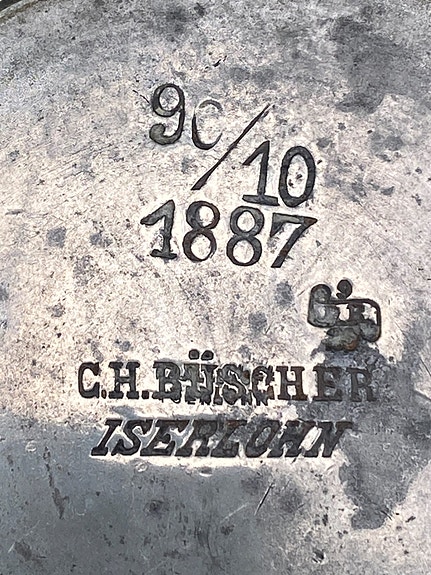 90/10
1887
C.H.BÜSCHER
ISERLOHN